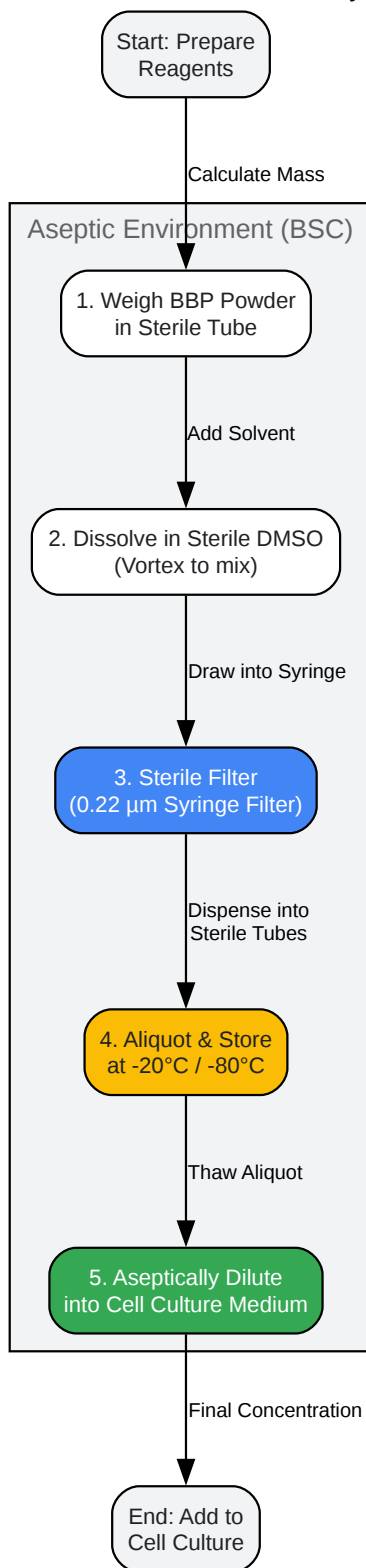 Start: Prepare
Reagents
Calculate Mass
Aseptic Environment (BSC)
1. Weigh BBP Powder
in Sterile Tube
Add Solvent
2. Dissolve in Sterile DMSO
(Vortex to mix)
Draw into Syringe
3. Sterile Filter
(0.22 µm Syringe Filter)
Dispense into
Sterile Tubes
4. Aliquot & Store
at -20°C / -80°C
Thaw Aliquot
5. Aseptically Dilute
into Cell Culture Medium
Final Concentration
End: Add to
Cell Culture